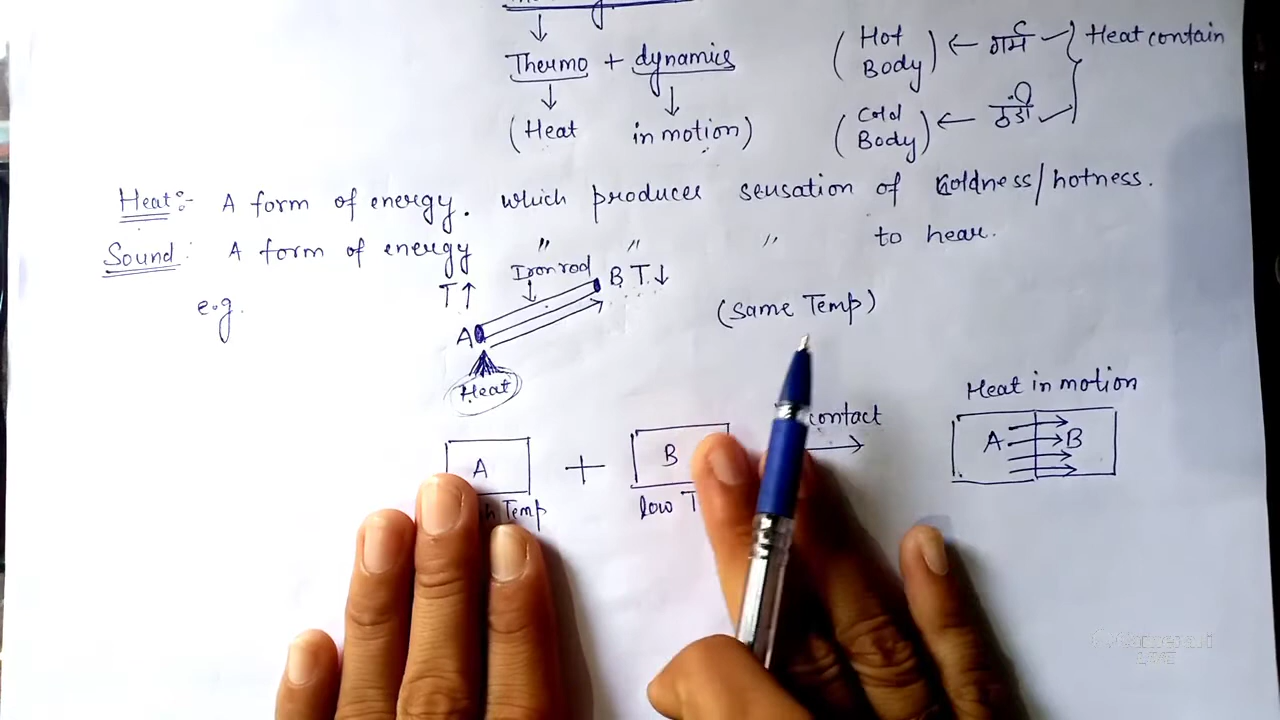 Thermo + dynamics
(Heat in motion)
(Hot Body) ← गर्म
(Cold Body) ← ठंडी
Heat contain
Heat:- A form of energy. which produces sensation of coldness/hotness.
Sound: A form of energy " " " to hear.
e.g.
T↑ Iron rod B T.↓
A
Heat
(Same Temp)
A + B contact →
Temp low T
Heat in motion
A B